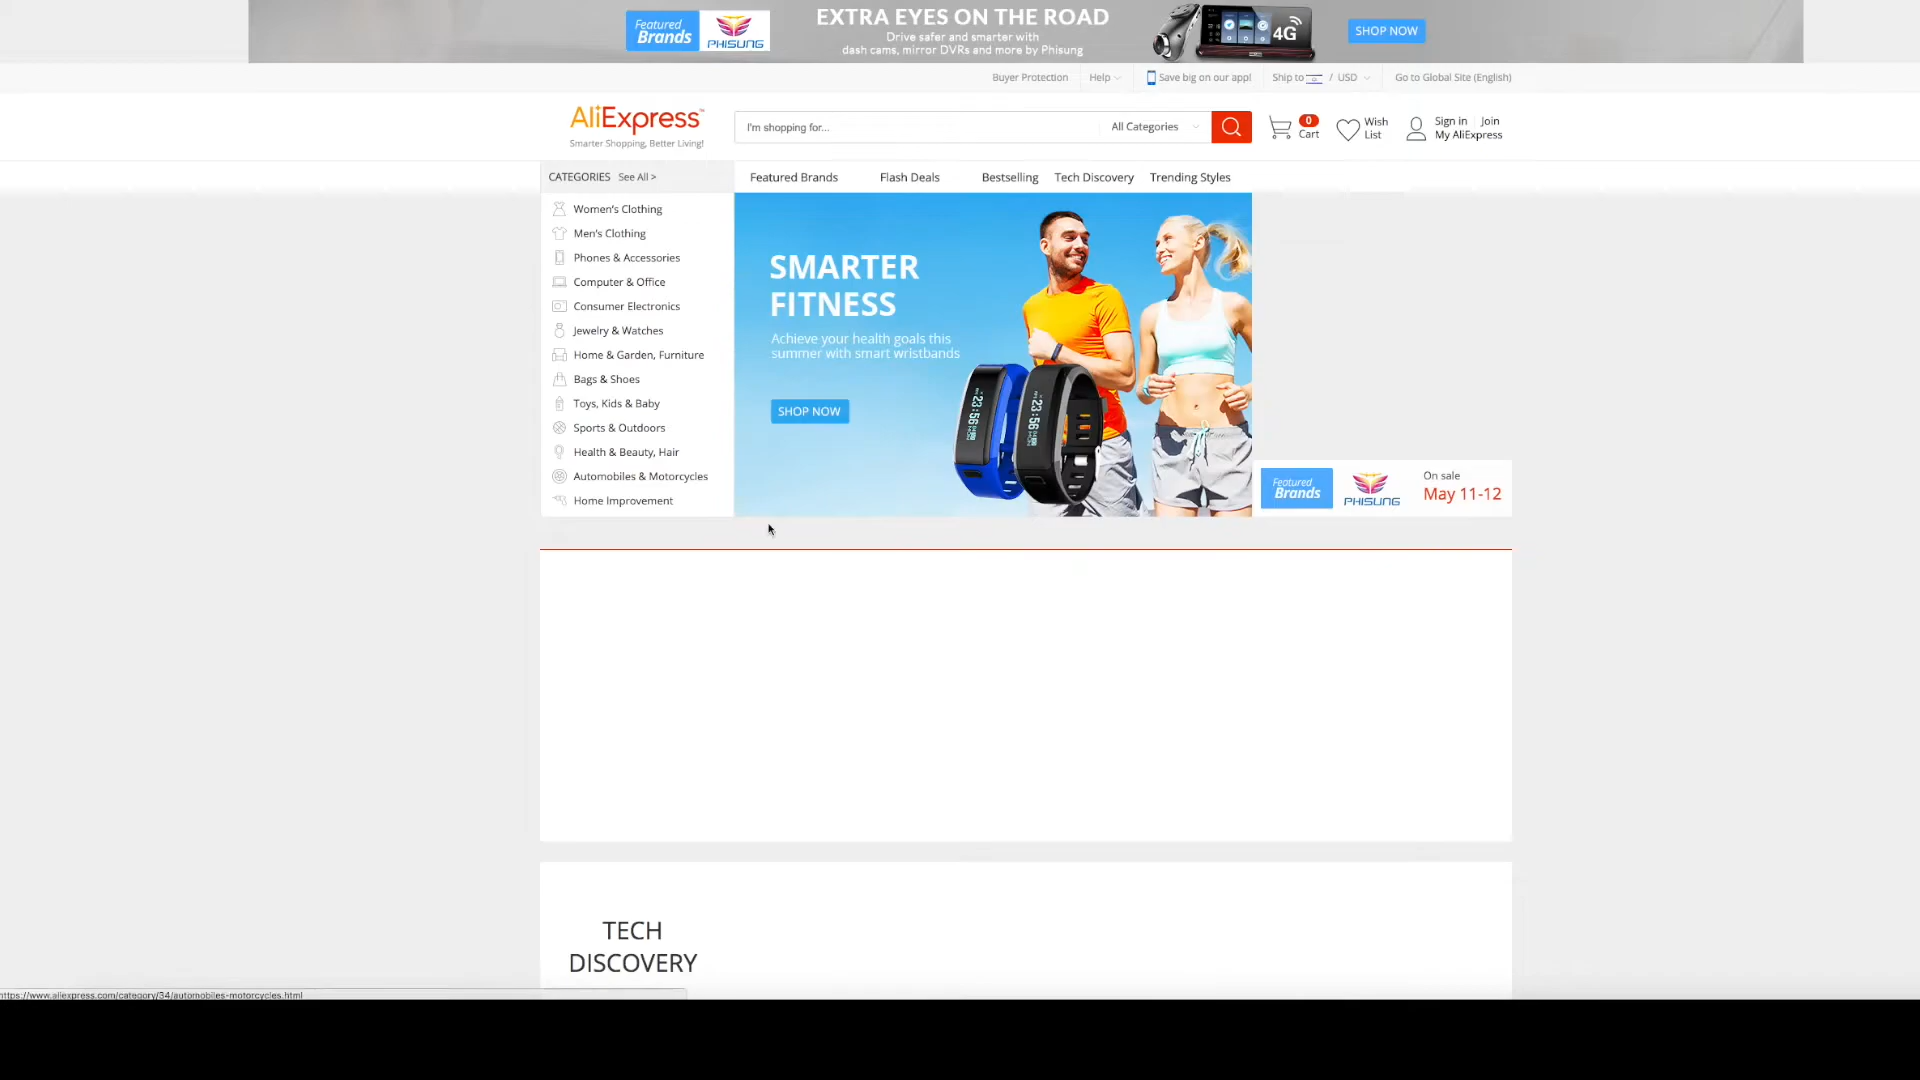 Featured
Brands
PHISUNG
EXTRA EYES ON THE ROAD
Drive safer and smarter with
dash cams, mirror DVRs and more by Phisung
4G
SHOP NOW
Buyer Protection
Help
Save big on our app!
Ship to / USD
Go to Global Site (English)
AliExpress™
Smarter Shopping, Better Living!
I'm shopping for...
All Categories
0
Cart
Wish
List
Sign in
Join
My AliExpress
CATEGORIES See All >
Featured Brands
Flash Deals
Bestselling
Tech Discovery
Trending Styles
Women's Clothing
Men's Clothing
Phones & Accessories
Computer & Office
Consumer Electronics
Jewelry & Watches
Home & Garden, Furniture
Bags & Shoes
Toys, Kids & Baby
Sports & Outdoors
Health & Beauty, Hair
Automobiles & Motorcycles
Home Improvement
SMARTER
FITNESS
Achieve your health goals this
summer with smart wristbands
SHOP NOW
23:56
23:56
Featured
Brands
PHISUNG
On sale
May 11-12
TECH
DISCOVERY
https://www.aliexpress.com/category/34/automobiles-motorcycles.html